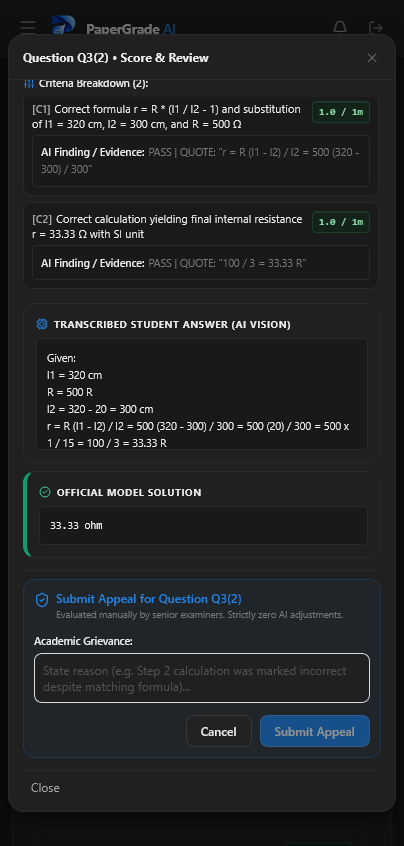 PaperGrade AI
Question Q3(2) • Score & Review
Criteria Breakdown (2):
[C1] Correct formula r = R * (l1 / l2 - 1) and substitution
of l1 = 320 cm, l2 = 300 cm, and R = 500 Ω
1.0 / 1m
AI Finding / Evidence: PASS | QUOTE: "r = R (l1 - l2) / l2 = 500 (320 -
300) / 300"
[C2] Correct calculation yielding final internal resistance
r = 33.33 Ω with SI unit
1.0 / 1m
AI Finding / Evidence: PASS | QUOTE: "100 / 3 = 33.33 R"
TRANSCRIBED STUDENT ANSWER (AI VISION)
Given:
l1 = 320 cm
R = 500 R
l2 = 320 - 20 = 300 cm
r = R (l1 - l2) / l2 = 500 (320 - 300) / 300 = 500 (20) / 300 = 500 x
1 / 15 = 100 / 3 = 33.33 R
OFFICIAL MODEL SOLUTION
33.33 ohm
Submit Appeal for Question Q3(2)
Evaluated manually by senior examiners. Strictly zero AI adjustments.
Academic Grievance:
State reason (e.g. Step 2 calculation was marked incorrect
despite matching formula)...
Cancel
Submit Appeal
Close